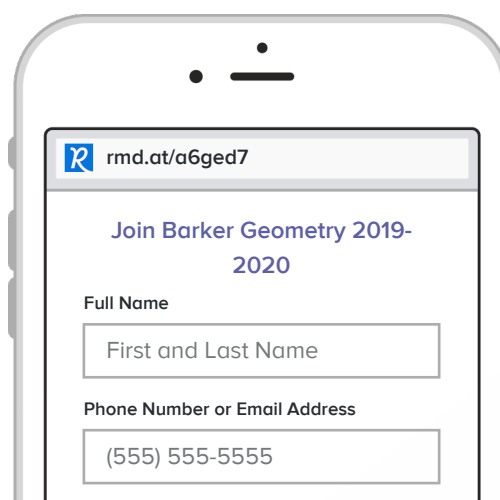 rmd.at/a6ged7
Join Barker Geometry 2019-
2020
Full Name
First and Last Name
Phone Number or Email Address
(555) 555-5555